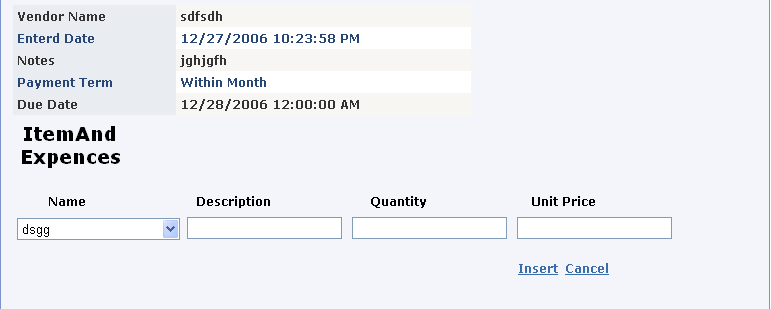 Vendor Name sdfsdh
Enterd Date 12/27/2006 10:23:58 PM
Notes jghjgfh
Payment Term Within Month
Due Date 12/28/2006 12:00:00 AM
ItemAnd
Expences
Name Description Quantity Unit Price
dsgg
Insert Cancel